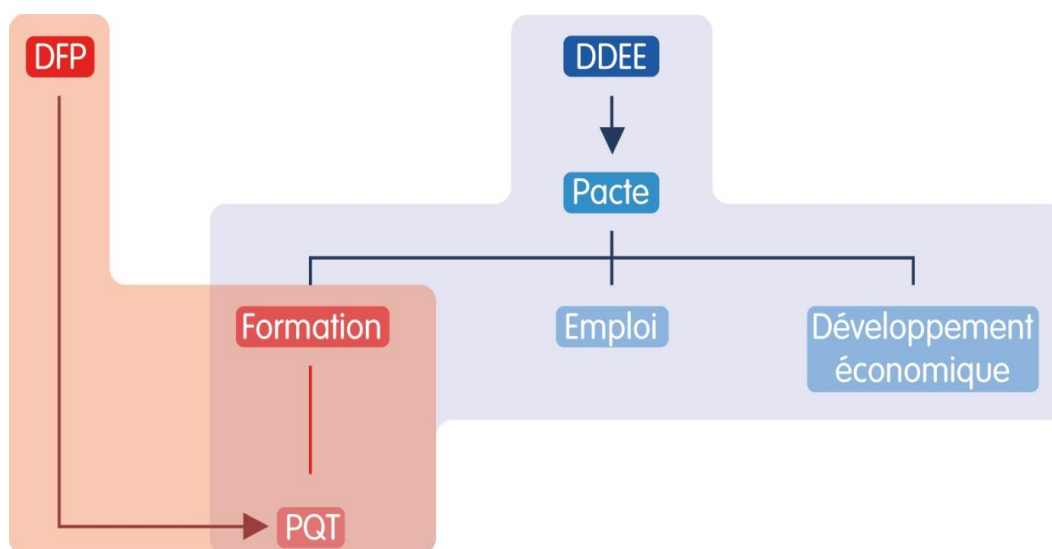 DFP
DDEE
Pacte
Formation
Emploi
Développement
économique
PQT